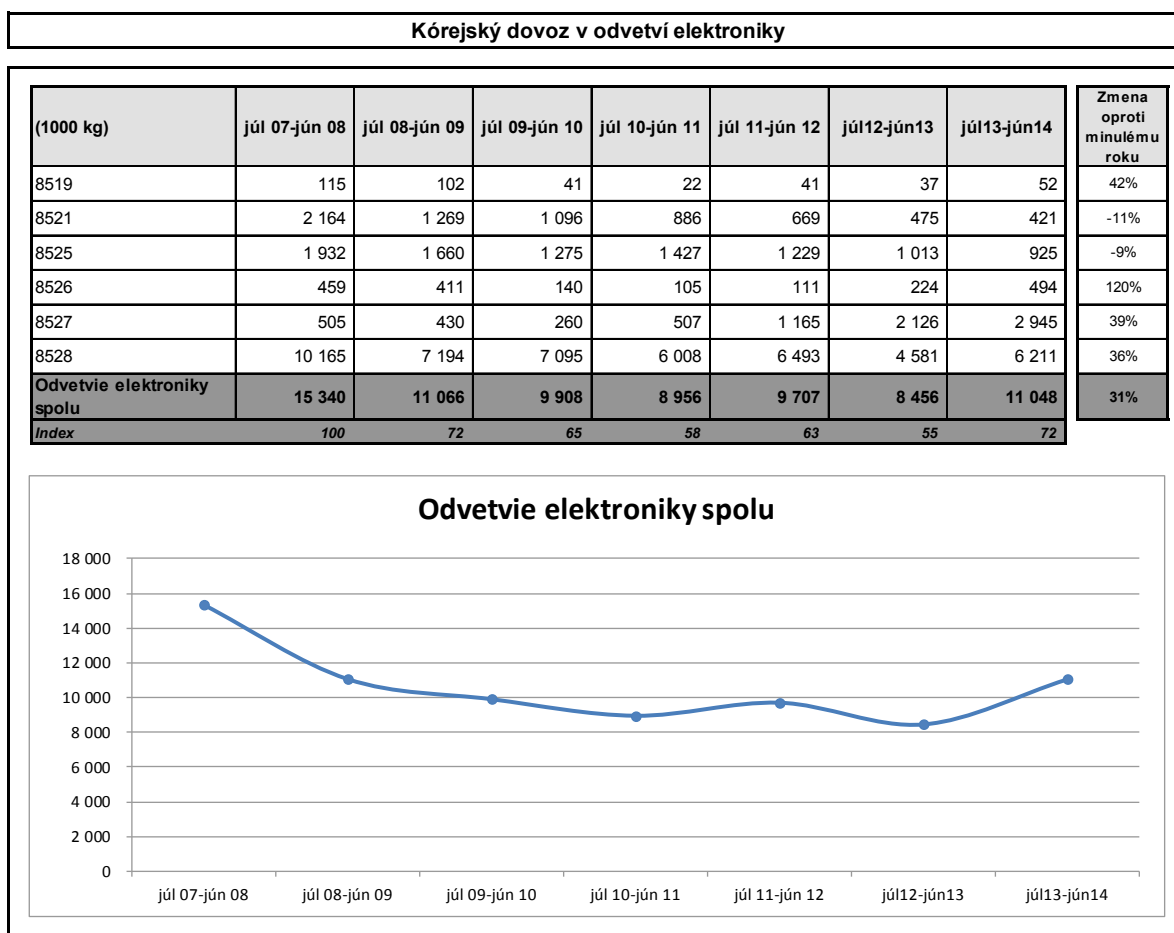 Kórejský dovoz v odvetví elektroniky
(1000 kg) júl 07-jún 08 júl 08-jún 09 júl 09-jún 10 júl 10-jún 11 júl 11-jún 12 júl12-jún13 júl13-jún14 Zmena oproti minulému roku
8519 115 102 41 22 41 37 52 42%
8521 2 164 1 269 1 096 886 669 475 421 -11%
8525 1 932 1 660 1 275 1 427 1 229 1 013 925 -9%
8526 459 411 140 105 111 224 494 120%
8527 505 430 260 507 1 165 2 126 2 945 39%
8528 10 165 7 194 7 095 6 008 6 493 4 581 6 211 36%
Odvetvie elektroniky spolu 15 340 11 066 9 908 8 956 9 707 8 456 11 048 31%
Index 100 72 65 58 63 55 72
Odvetvie elektroniky spolu
18 000
16 000
14 000
12 000
10 000
8 000
6 000
4 000
2 000
0
júl 07-jún 08 júl 08-jún 09 júl 09-jún 10 júl 10-jún 11 júl 11-jún 12 júl12-jún13 júl13-jún14